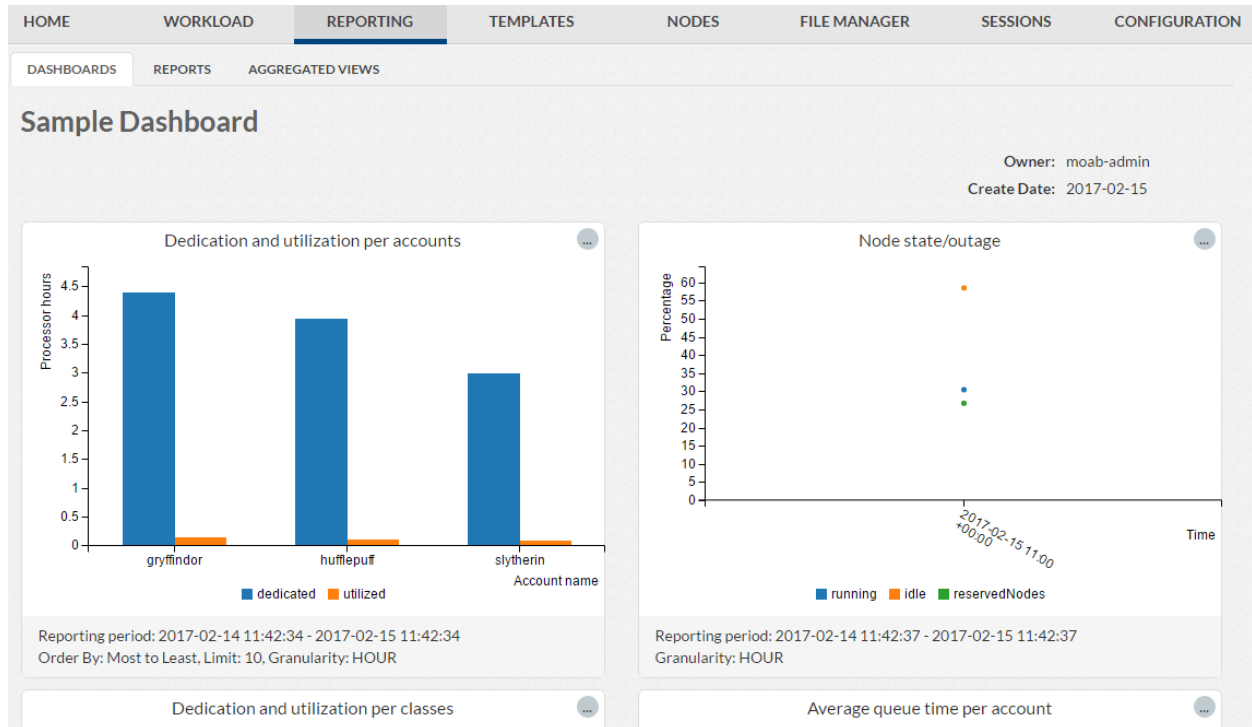 HOME WORKLOAD REPORTING TEMPLATES NODES FILE MANAGER SESSIONS CONFIGURATION
DASHBOARDS REPORTS AGGREGATED VIEWS
Sample Dashboard
Owner: moab-admin
Create Date: 2017-02-15
Dedication and utilization per accounts
...
Processor hours
4.5
4
3.5
3
2.5
2
1.5
1
0.5
0
gryffindor hufflepuff slytherin
Account name
dedicated utilized
Reporting period: 2017-02-14 11:42:34 - 2017-02-15 11:42:34
Order By: Most to Least, Limit: 10, Granularity: HOUR
Node state/outage
...
Percentage
60
55
50
45
40
35
30
25
20
15
10
5
0
2017-02-15 11:00
+00:00
Time
running idle reservedNodes
Reporting period: 2017-02-14 11:42:37 - 2017-02-15 11:42:37
Granularity: HOUR
Dedication and utilization per classes
...
Average queue time per account
...